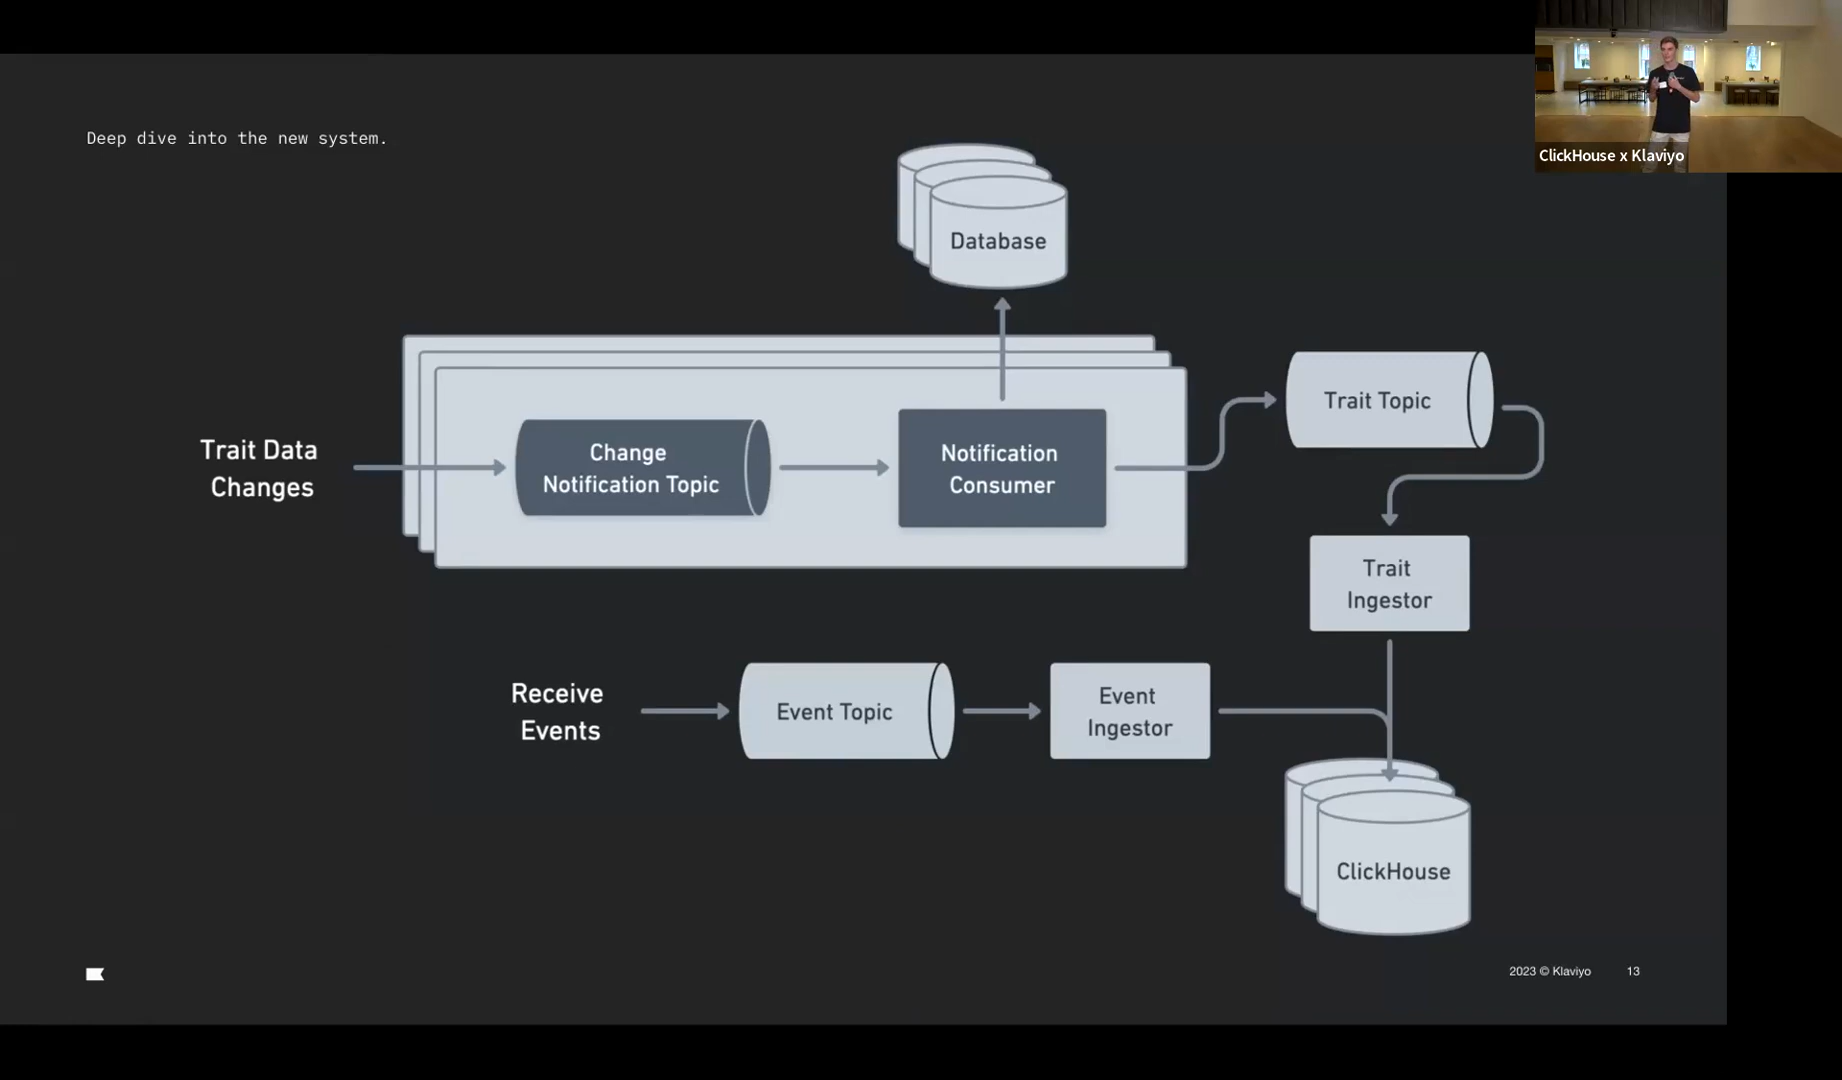 ClickHouse x Klaviyo
Deep dive into the new system.
Database
Trait Data
Changes
Change
Notification Topic
Notification
Consumer
Trait Topic
Trait
Ingestor
Receive
Events
Event Topic
Event
Ingestor
ClickHouse
2023 © Klaviyo
13